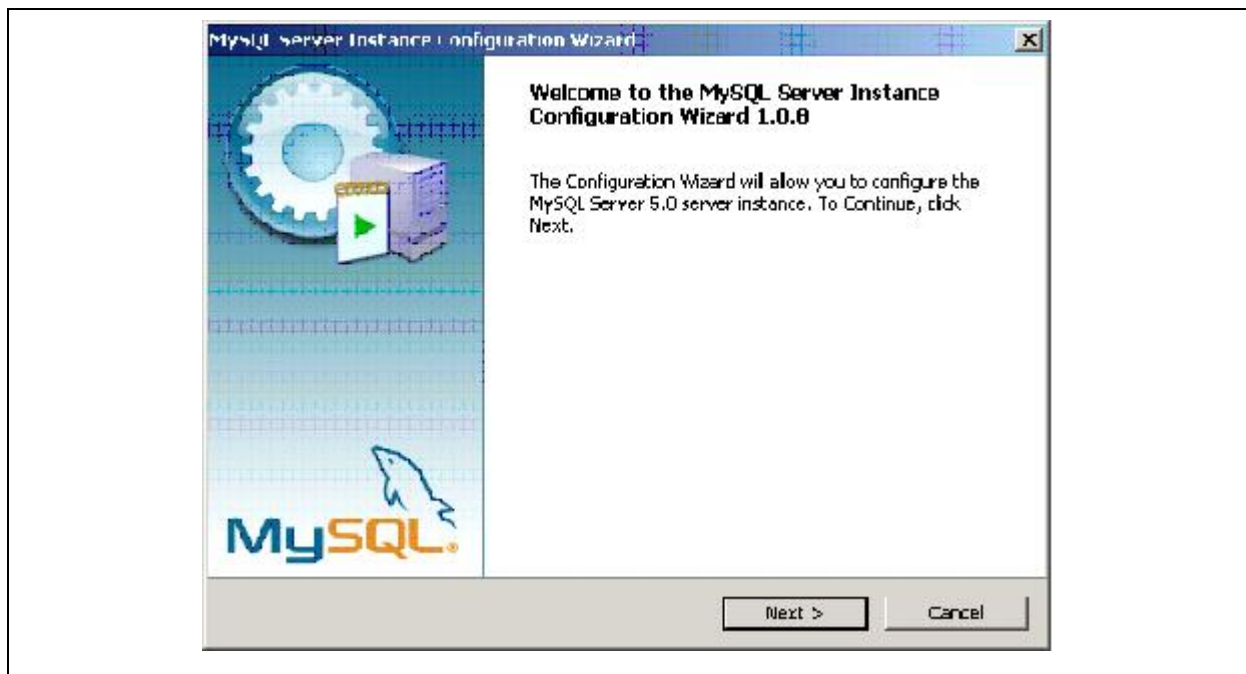 MySQL Server Instance Configuration Wizard
Welcome to the MySQL Server Instance
Configuration Wizard 1.0.8
The Configuration Wizard will allow you to configure the
MySQL Server 5.0 server instance. To Continue, click
Next.
MySQL®
Next >
Cancel